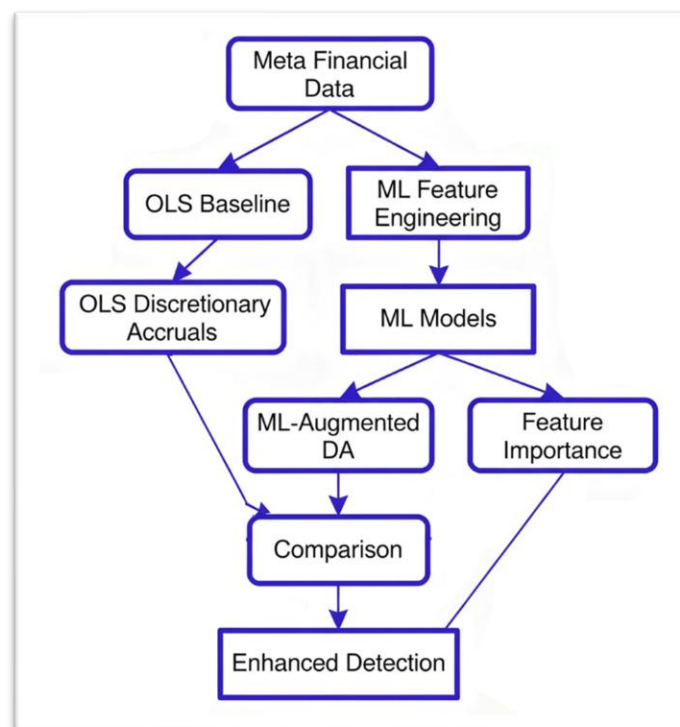 Meta Financial
Data
OLS Baseline
ML Feature
Engineering
OLS Discretionary
Accruals
ML Models
ML-Augmented
DA
Feature
Importance
Comparison
Enhanced Detection